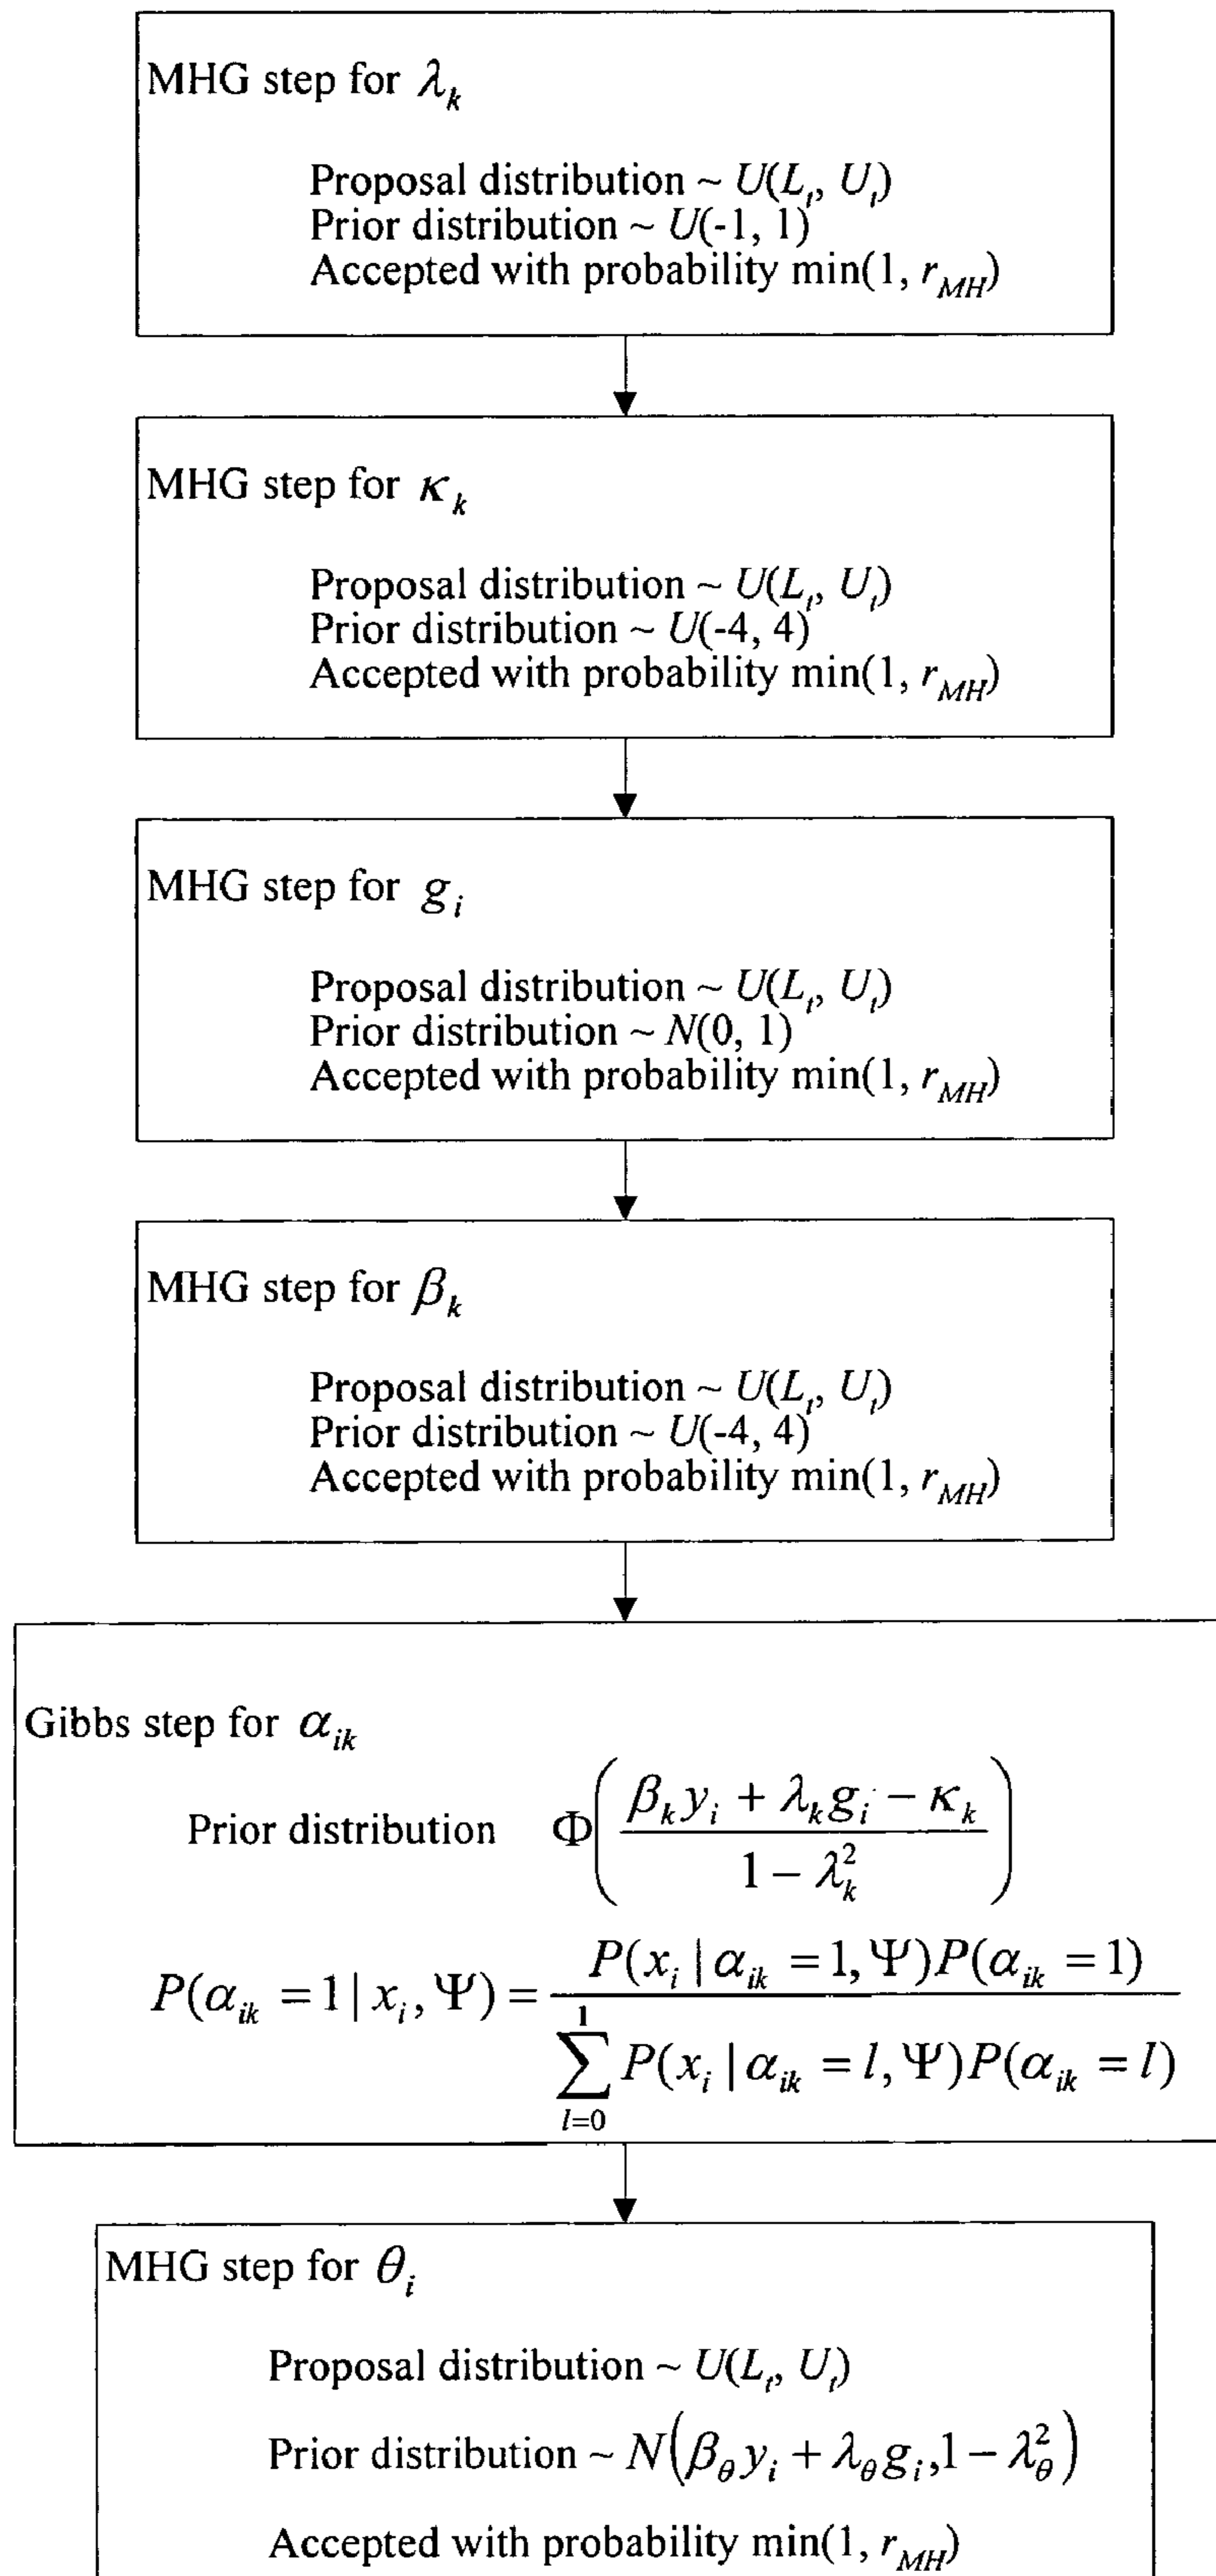 MHG step for λ_k
Proposal distribution ~ U(L_t, U_t)
Prior distribution ~ U(-1, 1)
Accepted with probability min(1, r_MH)
MHG step for κ_k
Proposal distribution ~ U(L_t, U_t)
Prior distribution ~ U(-4, 4)
Accepted with probability min(1, r_MH)
MHG step for g_i
Proposal distribution ~ U(L_t, U_t)
Prior distribution ~ N(0, 1)
Accepted with probability min(1, r_MH)
MHG step for β_k
Proposal distribution ~ U(L_t, U_t)
Prior distribution ~ U(-4, 4)
Accepted with probability min(1, r_MH)
Gibbs step for α_ik
Prior distribution Φ((β_k y_i + λ_k g_i − κ_k) / (1 − λ_k^2))
P(α_ik = 1 | x_i, Ψ) = P(x_i | α_ik = 1, Ψ)P(α_ik = 1) / ∑_{l=0}^{1} P(x_i | α_ik = l, Ψ)P(α_ik = l)
MHG step for θ_i
Proposal distribution ~ U(L_t, U_t)
Prior distribution ~ N(β_θ y_i + λ_θ g_i, 1 − λ_θ^2)
Accepted with probability min(1, r_MH)